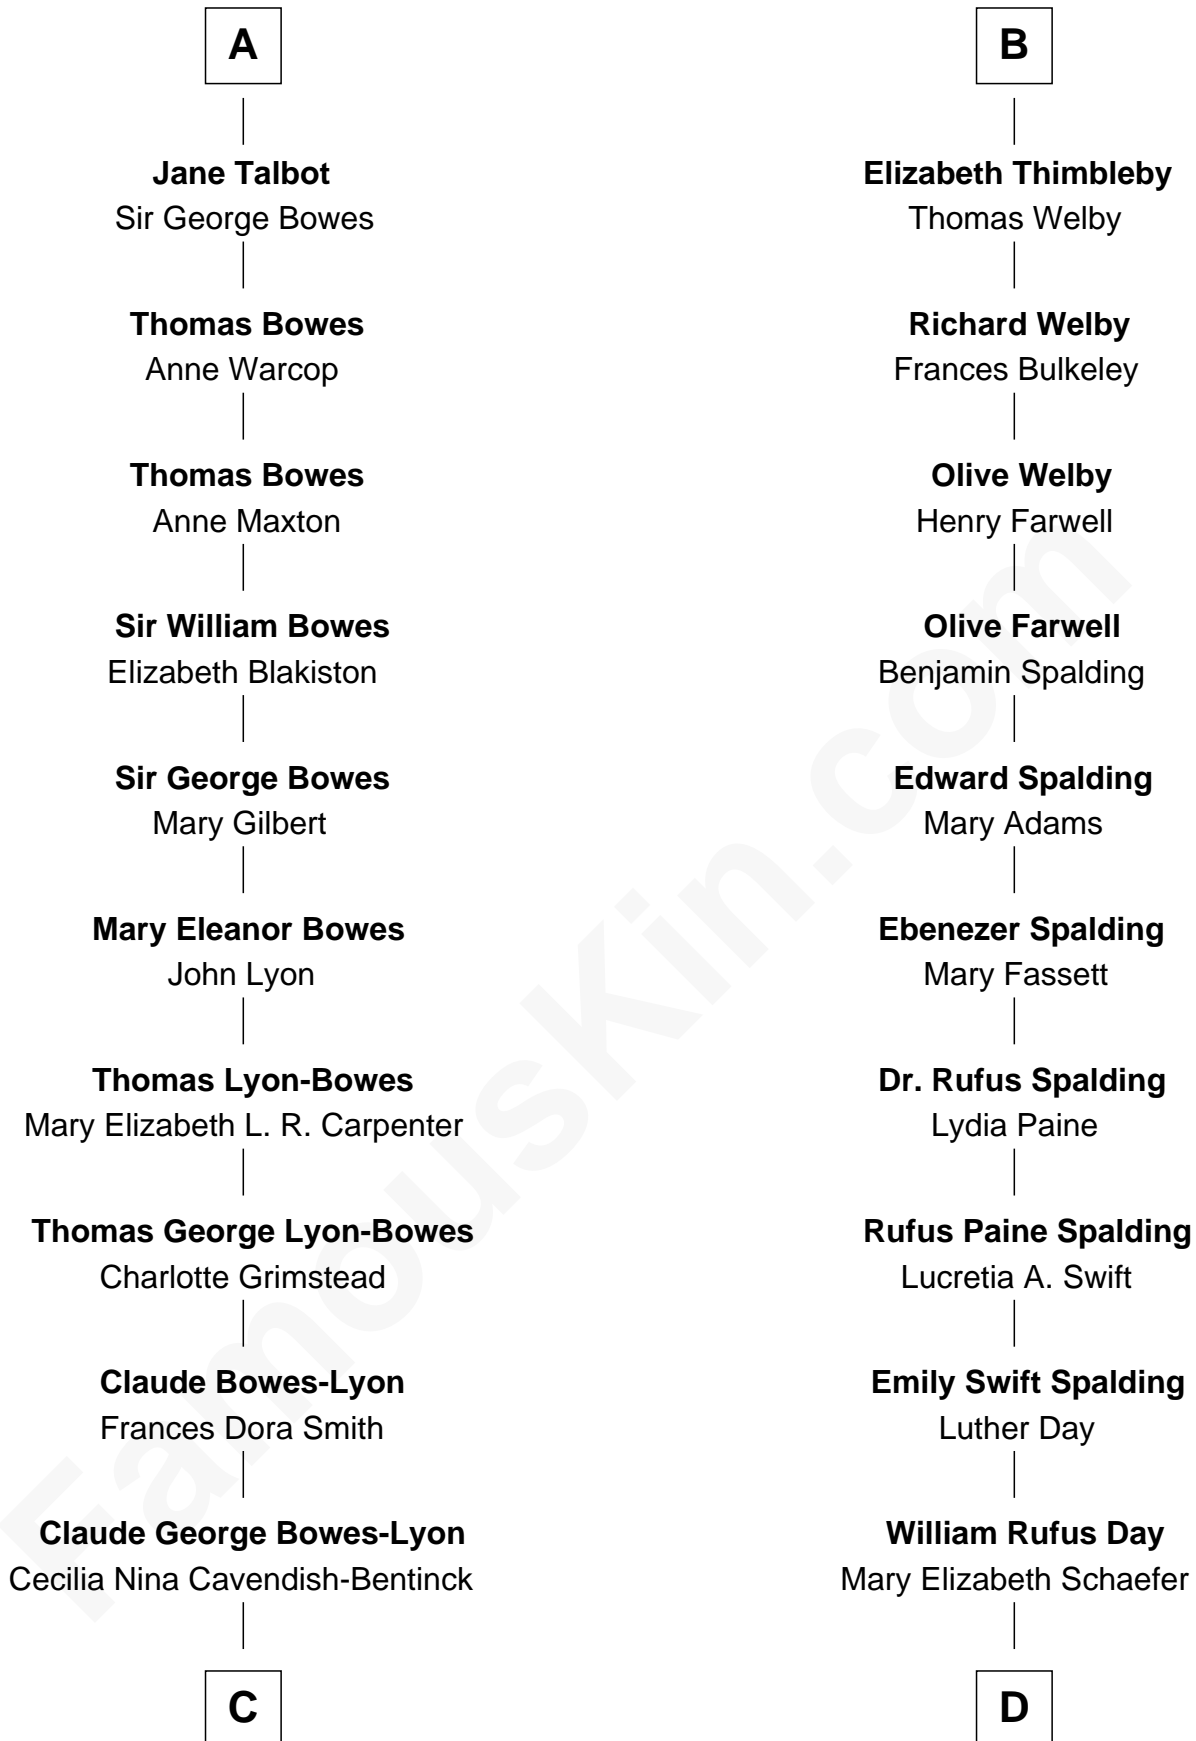 A
Jane Talbot
Sir George Bowes
Thomas Bowes
Anne Warcop
Thomas Bowes
Anne Maxton
Sir William Bowes
Elizabeth Blakiston
Sir George Bowes
Mary Gilbert
Mary Eleanor Bowes
John Lyon
Thomas Lyon-Bowes
Mary Elizabeth L. R. Carpenter
Thomas George Lyon-Bowes
Charlotte Grimstead
Claude Bowes-Lyon
Frances Dora Smith
Claude George Bowes-Lyon
Cecilia Nina Cavendish-Bentinck
C
B
Elizabeth Thimbleby
Thomas Welby
Richard Welby
Frances Bulkeley
Olive Welby
Henry Farwell
Olive Farwell
Benjamin Spalding
Edward Spalding
Mary Adams
Ebenezer Spalding
Mary Fassett
Dr. Rufus Spalding
Lydia Paine
Rufus Paine Spalding
Lucretia A. Swift
Emily Swift Spalding
Luther Day
William Rufus Day
Mary Elizabeth Schaefer
D
FamousKin.com